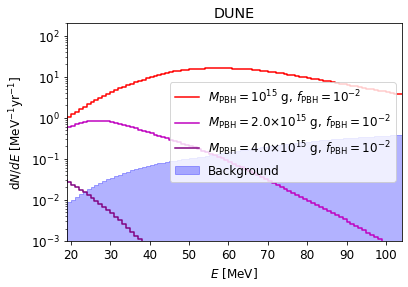 DUNE
dN/dE [MeV⁻¹yr⁻¹]
10²
10¹
10⁰
10⁻¹
10⁻²
10⁻³
M_PBH = 10¹⁵ g, f_PBH = 10⁻²
M_PBH = 2.0×10¹⁵ g, f_PBH = 10⁻²
M_PBH = 4.0×10¹⁵ g, f_PBH = 10⁻²
Background
20 30 40 50 60 70 80 90 100
E [MeV]